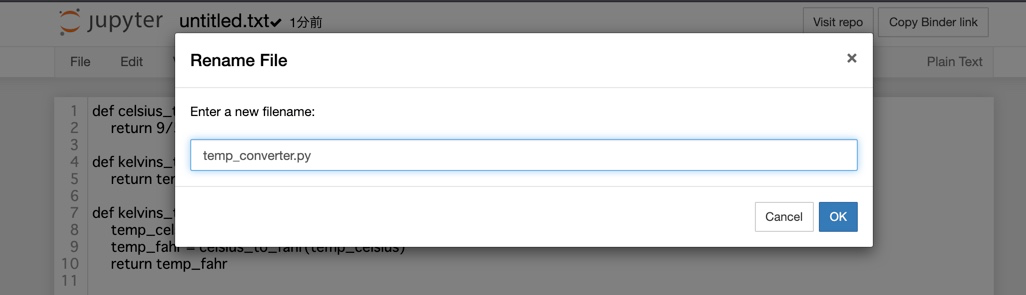 jupyter untitled.txt✔ 1分前
Visit repo Copy Binder link
File Edit Plain Text
Rename File ×
Enter a new filename:
temp_converter.py
Cancel OK
1 def celsius_t
2 return 9/
3
4 def kelvins_t
5 return ter
6
7 def kelvins_t
8 temp_cel
9 temp_fahr = celsius_to_fahr(temp_celsius)
10 return temp_fahr
11